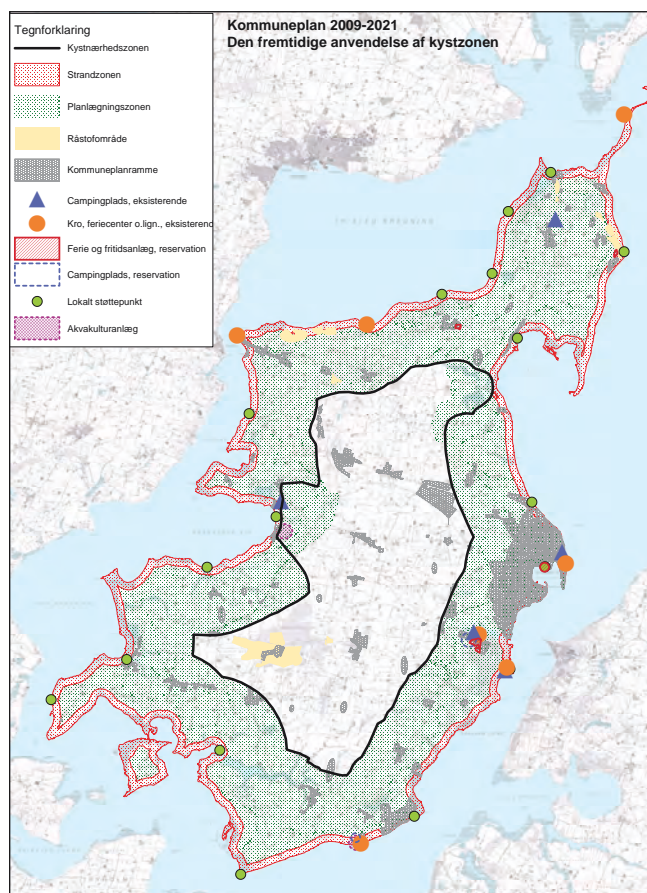 Tegnforklaring
Kystnærhedszonen
Strandzonen
Planlægningszonen
Råstofområde
Kommuneplanramme
Campingplads, eksisterende
Kro, feriecenter o.lign., eksisterend
Ferie og fritidsanlæg, reservation
Campingplads, reservation
Lokalt støttepunkt
Akvakulturanlæg
Kommuneplan 2009-2021
Den fremtidige anvendelse af kystzonen